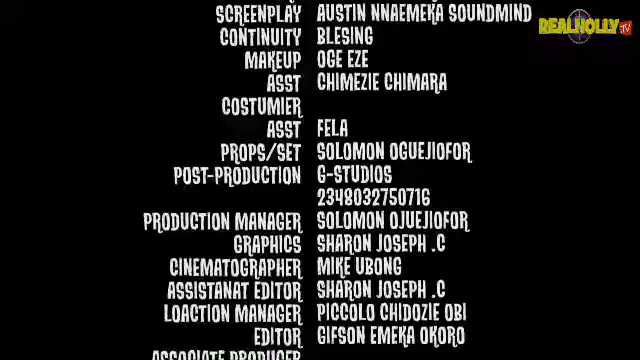 SCREENPLAY AUSTIN NNAEMEKA SOUNDMIND
REALNOLLY TV
CONTINUITY BLESING
MAKEUP OGE EZE
ASST CHIMEZIE CHIMARA
COSTUMIER
ASST FELA
PROPS/SET SOLOMON OGUEJIOFOR
POST-PRODUCTION G-STUDIOS
2348032750716
PRODUCTION MANAGER SOLOMON OJUEJIOFOR
GRAPHICS SHARON JOSEPH .C
CINEMATOGRAPHER MIKE UBONG
ASSISTANAT EDITOR SHARON JOSEPH .C
LOACTION MANAGER PICCOLO CHIDOZIE OBI
EDITOR GIFSON EMEKA OKORO
ASSOCIATE PRODUCER